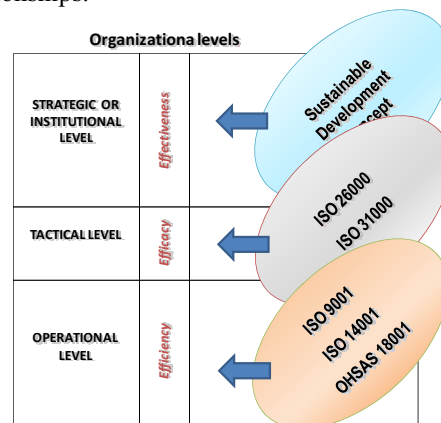 onships.
Organizationa levels
STRATEGIC OR
INSTITUTIONAL
LEVEL
Effectiveness
Sustainable
Development
TACTICAL LEVEL
Efficacy
ISO 26000
ISO 31000
OPERATIONAL
LEVEL
Efficiency
ISO 9001
ISO 14001
OHSAS 18001